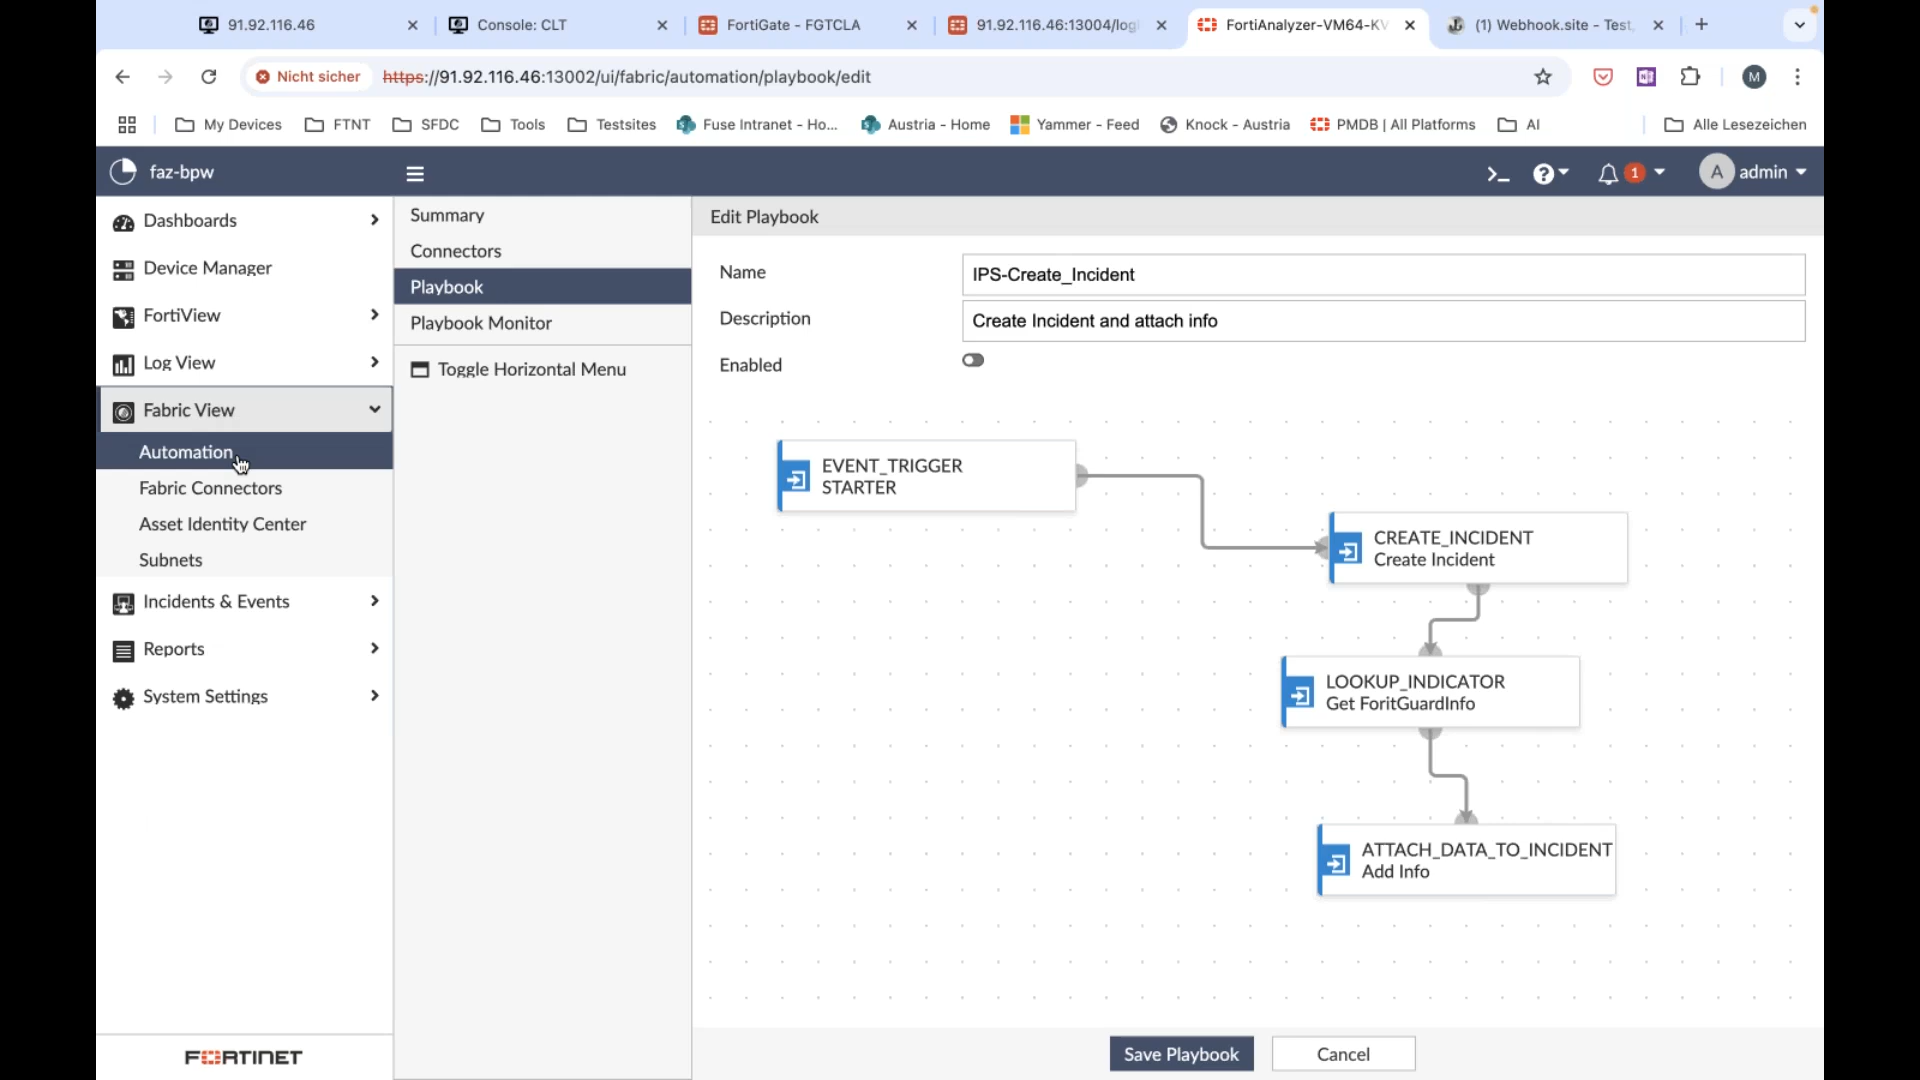 91.92.116.46
Console: CLT
FortiGate - FGTCLA
91.92.116.46:13004/logi
FortiAnalyzer-VM64-KV
(1) Webhook.site - Test,
Nicht sicher
https://91.92.116.46:13002/ui/fabric/automation/playbook/edit
M
My Devices
FTNT
SFDC
Tools
Testsites
Fuse Intranet - Ho...
Austria - Home
Yammer - Feed
Knock - Austria
PMDB | All Platforms
AI
Alle Lesezeichen
faz-bpw
1
A
admin
Dashboards
Device Manager
FortiView
Log View
Fabric View
Automation
Fabric Connectors
Asset Identity Center
Subnets
Incidents & Events
Reports
System Settings
FORTINET
Summary
Connectors
Playbook
Playbook Monitor
Toggle Horizontal Menu
Edit Playbook
Name
IPS-Create_Incident
Description
Create Incident and attach info
Enabled
EVENT_TRIGGER
STARTER
CREATE_INCIDENT
Create Incident
LOOKUP_INDICATOR
Get ForitGuardInfo
ATTACH_DATA_TO_INCIDENT
Add Info
Save Playbook
Cancel